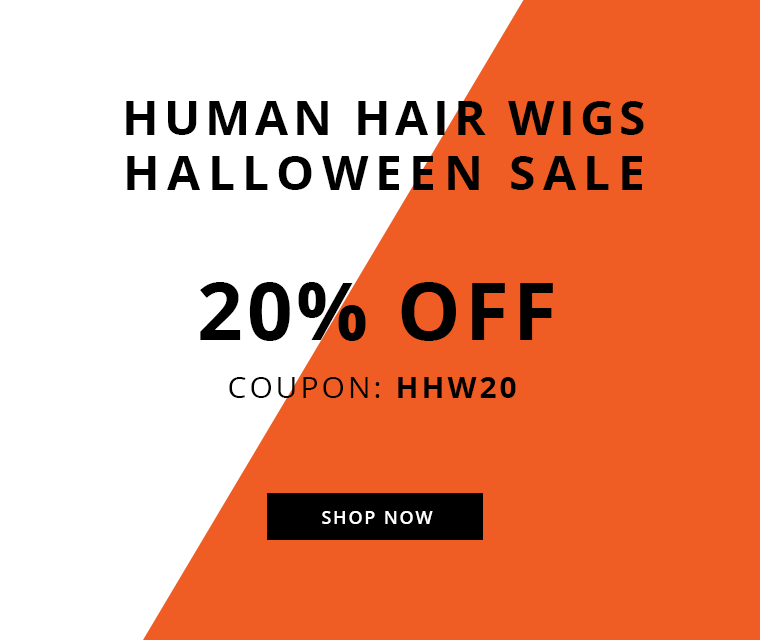 HUMAN HAIR WIGS
HALLOWEEN SALE
20% OFF
COUPON: HHW20
SHOP NOW